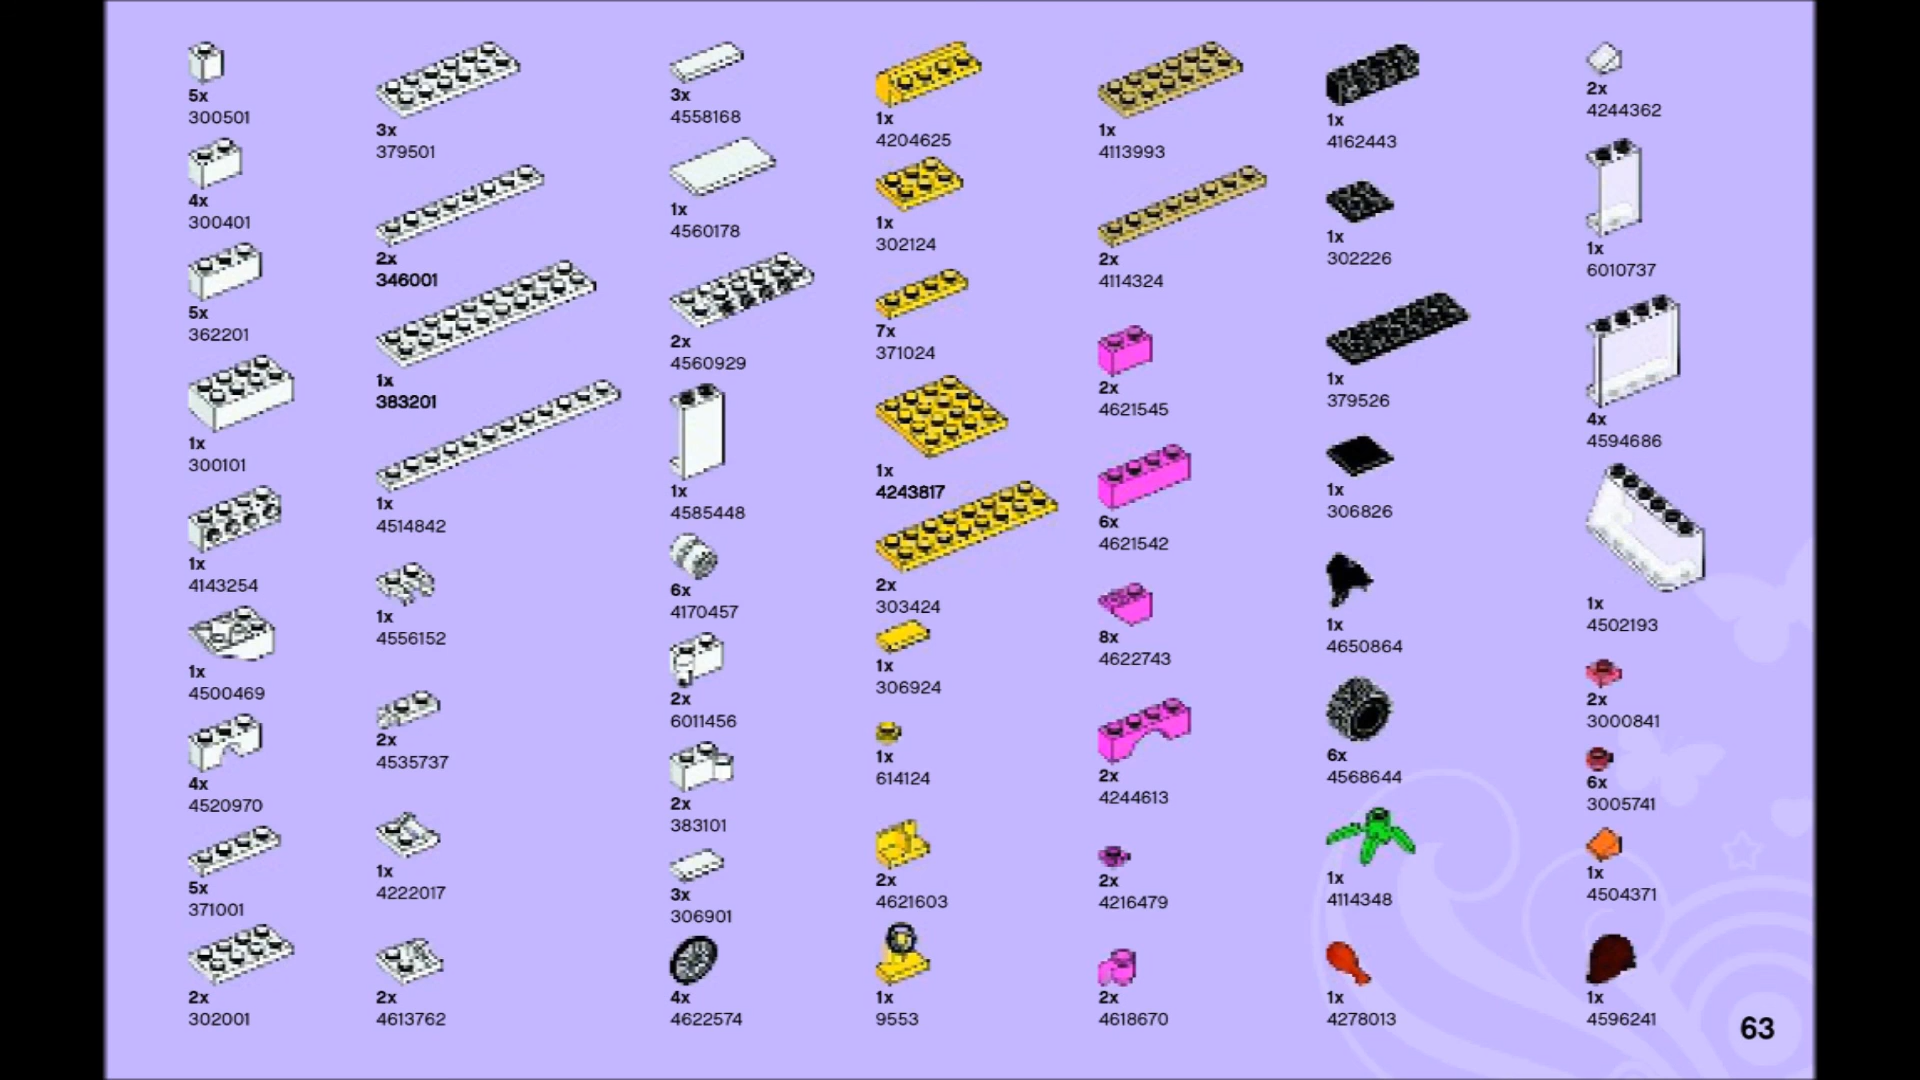 5x
300501
4x
300401
5x
362201
1x
300101
1x
4143254
1x
4500469
4x
4520970
5x
371001
2x
302001
3x
379501
2x
346001
1x
383201
1x
4514842
1x
4556152
2x
4535737
1x
4222017
2x
4613762
3x
4558168
1x
4560178
2x
4560929
1x
4585448
6x
4170457
2x
6011456
2x
383101
3x
306901
4x
4622574
1x
4204625
1x
302124
7x
371024
1x
4243817
2x
303424
1x
306924
1x
614124
2x
4621603
1x
9553
1x
4113993
2x
4114324
2x
4621545
6x
4621542
8x
4622743
2x
4244613
2x
4216479
2x
4618670
1x
4162443
1x
302226
1x
379526
1x
306826
1x
4650864
6x
4568644
1x
4114348
1x
4278013
2x
4244362
1x
6010737
4x
4594686
1x
4502193
2x
3000841
6x
3005741
1x
4504371
1x
4596241
63